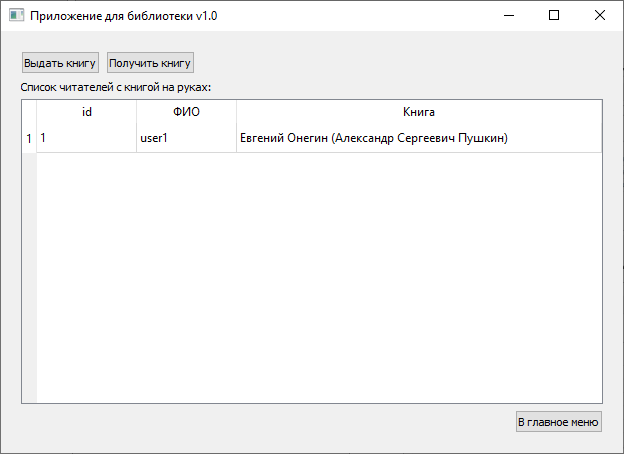 Приложение для библиотеки v1.0
Выдать книгу Получить книгу
Список читателей с книгой на руках:
id ФИО Книга
1 1 user1 Евгений Онегин (Александр Сергеевич Пушкин)
В главное меню